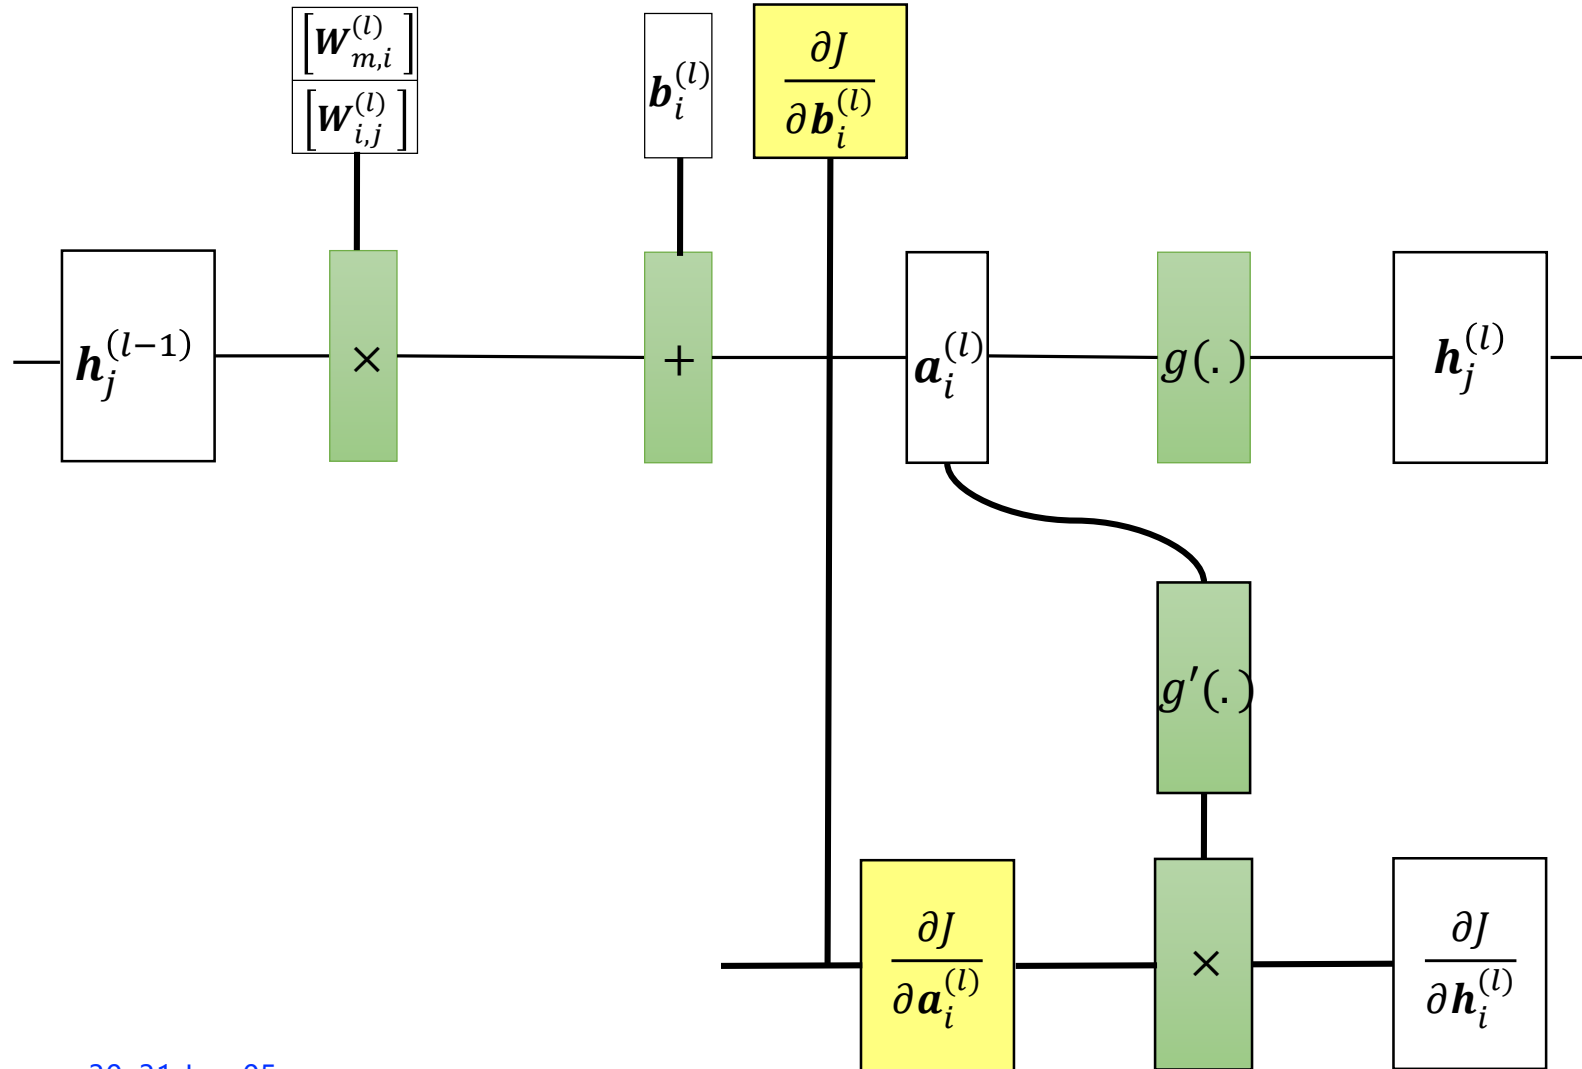 [𝑾_{m,i}^{(l)}]
[𝑾_{i,j}^{(l)}]
𝒃_i^{(l)}
∂J
∂𝒃_i^{(l)}
𝒉_j^{(l−1)}
×
+
𝒂_i^{(l)}
g(.)
𝒉_j^{(l)}
g′(.)
∂J
∂𝒂_i^{(l)}
×
∂J
∂𝒉_i^{(l)}